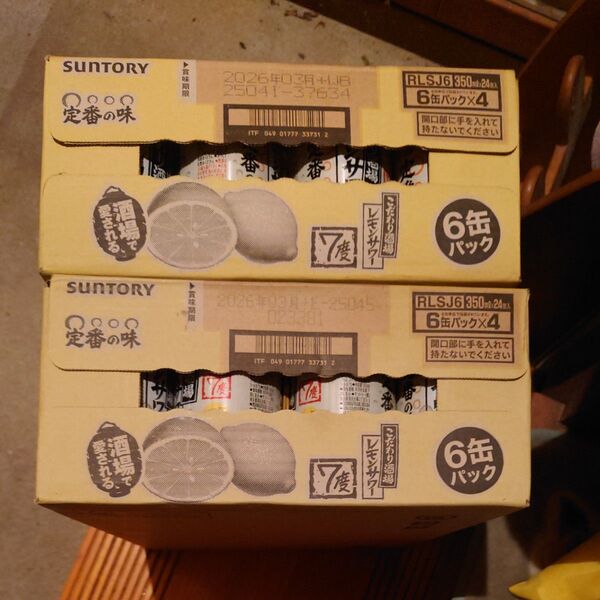 SUNTORY
定番の味
賞味期限
2026年03月+UB
25041-37634
RLSJ6 350ml×24缶入
6缶パック×4
開口部に手を入れて
持たないでください
ITF 049 01777 33731 2
酒場で
愛される、
7度
こだわり酒場
レモンサワー
6缶
パック
SUNTORY
定番の味
賞味期限
2026年03月+E-25045-
023381
RLSJ6 350ml×24缶入
6缶パック×4
開口部に手を入れて
持たないでください
ITF 049 01777 33731 2
7度
7度
酒場で
愛される、
7度
こだわり酒場
レモンサワー
6缶
パック